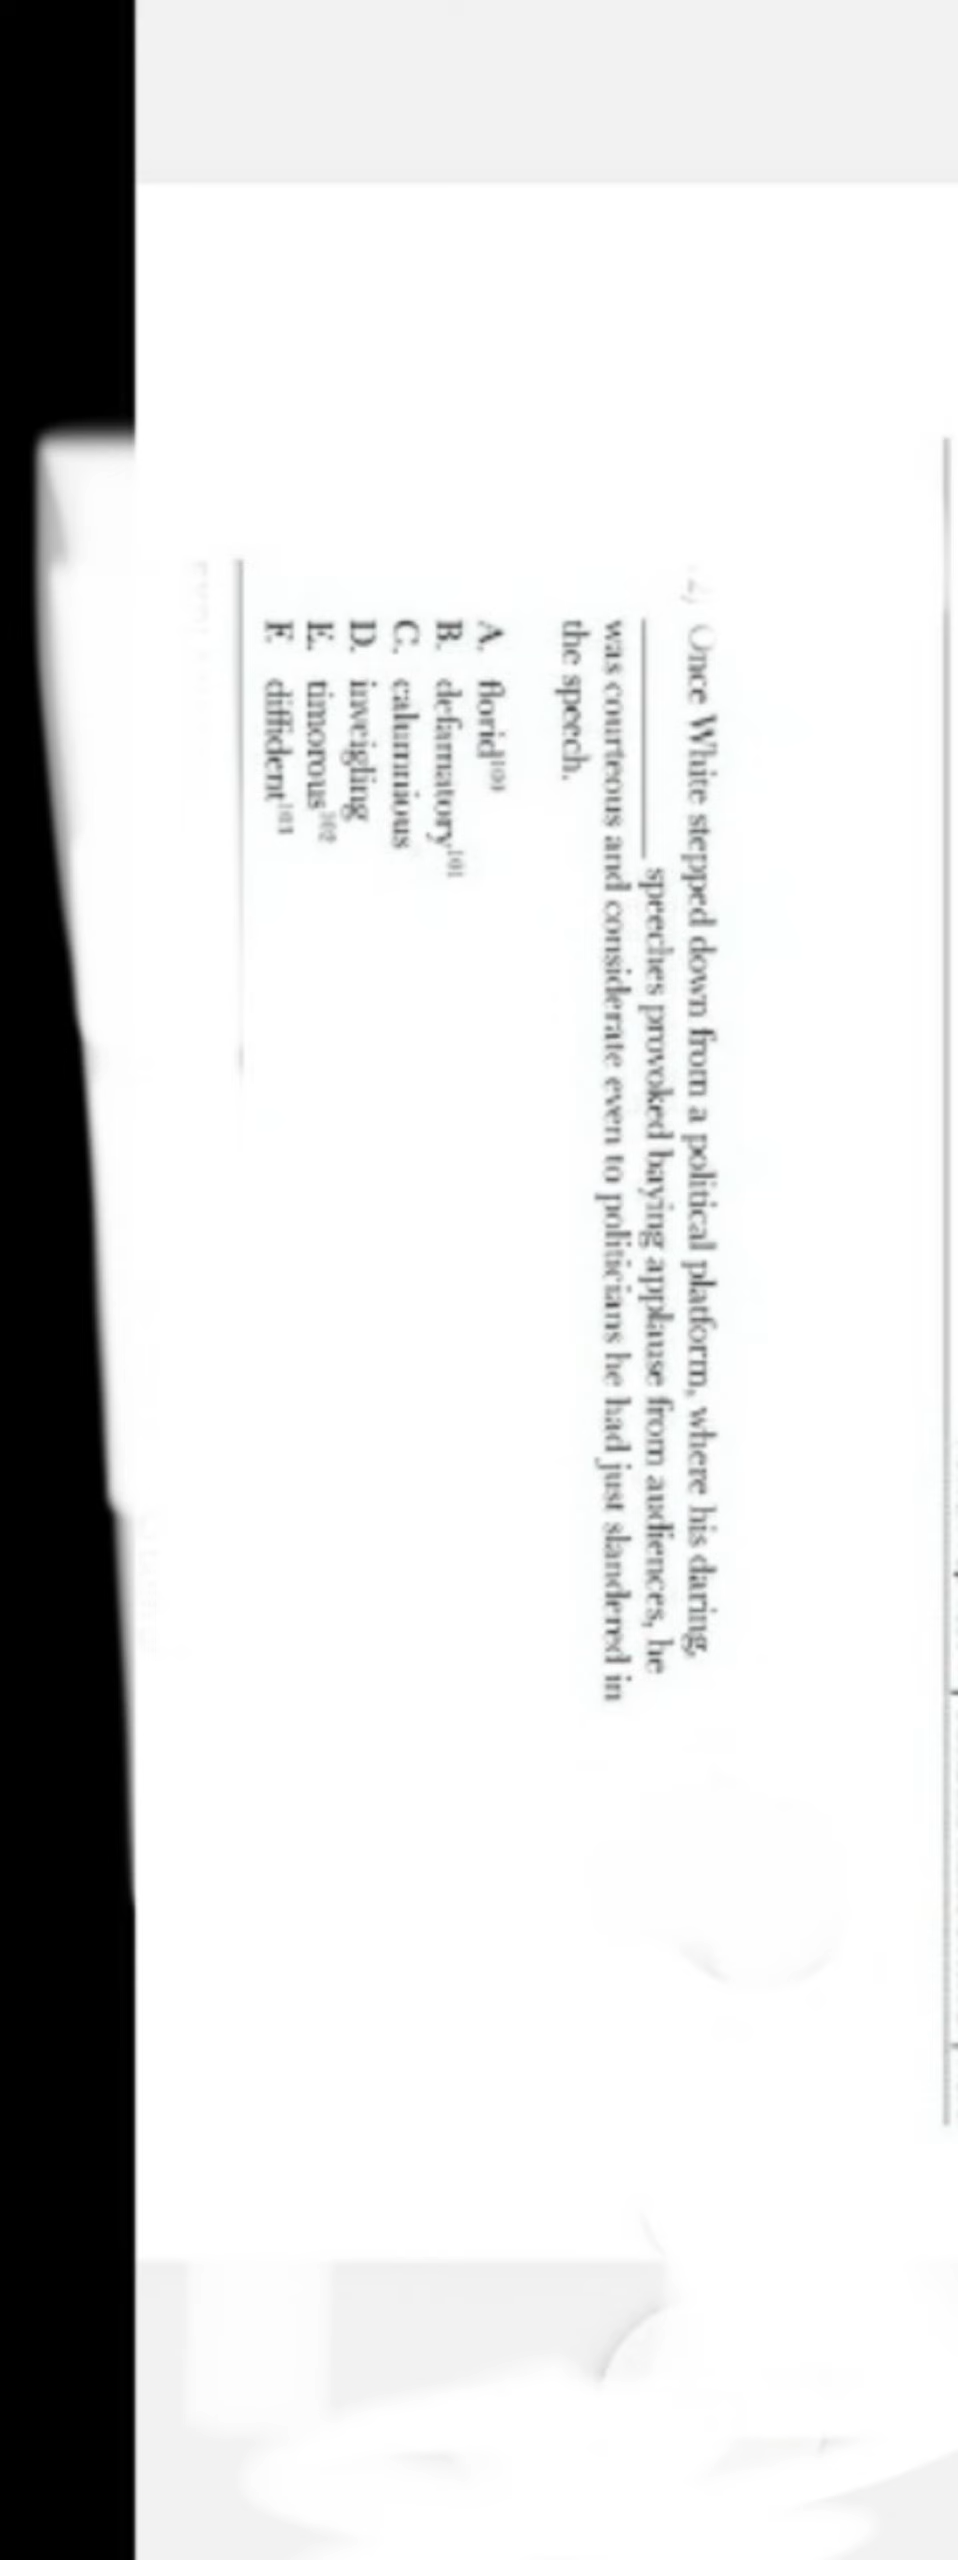 Once White stepped down from a political platform, where his daring,
speeches provoked baying applause from audiences, he
was courteous and considerate even to politicians he had just slandered in
the speech.
A. florid
B. defamatory
C. calumnious
D. inveigling
E. timorous
F. diffident